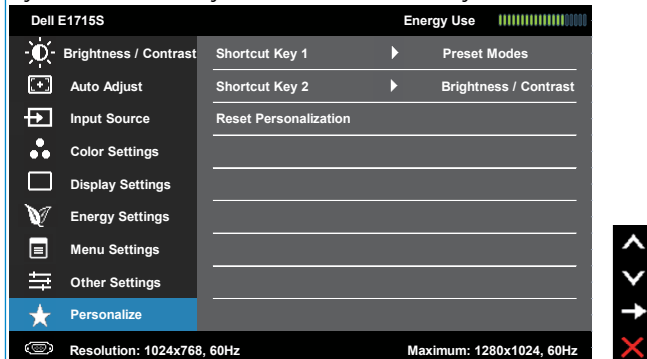 Dell E1715S Energy Use
Brightness / Contrast Shortcut Key 1 Preset Modes
Auto Adjust Shortcut Key 2 Brightness / Contrast
Input Source Reset Personalization
Color Settings
Display Settings
Energy Settings
Menu Settings
Other Settings
Personalize
Resolution: 1024x768, 60Hz Maximum: 1280x1024, 60Hz